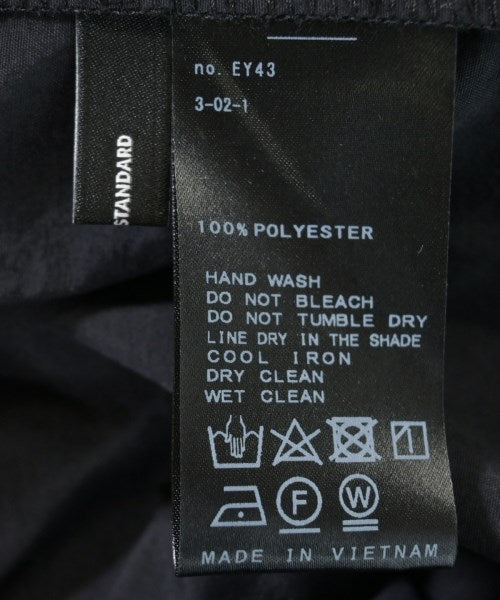 no. EY43
3-02-1
STANDARD
100% POLYESTER
HAND WASH
DO NOT BLEACH
DO NOT TUMBLE DRY
LINE DRY IN THE SHADE
COOL IRON
DRY CLEAN
WET CLEAN
F
W
MADE IN VIETNAM